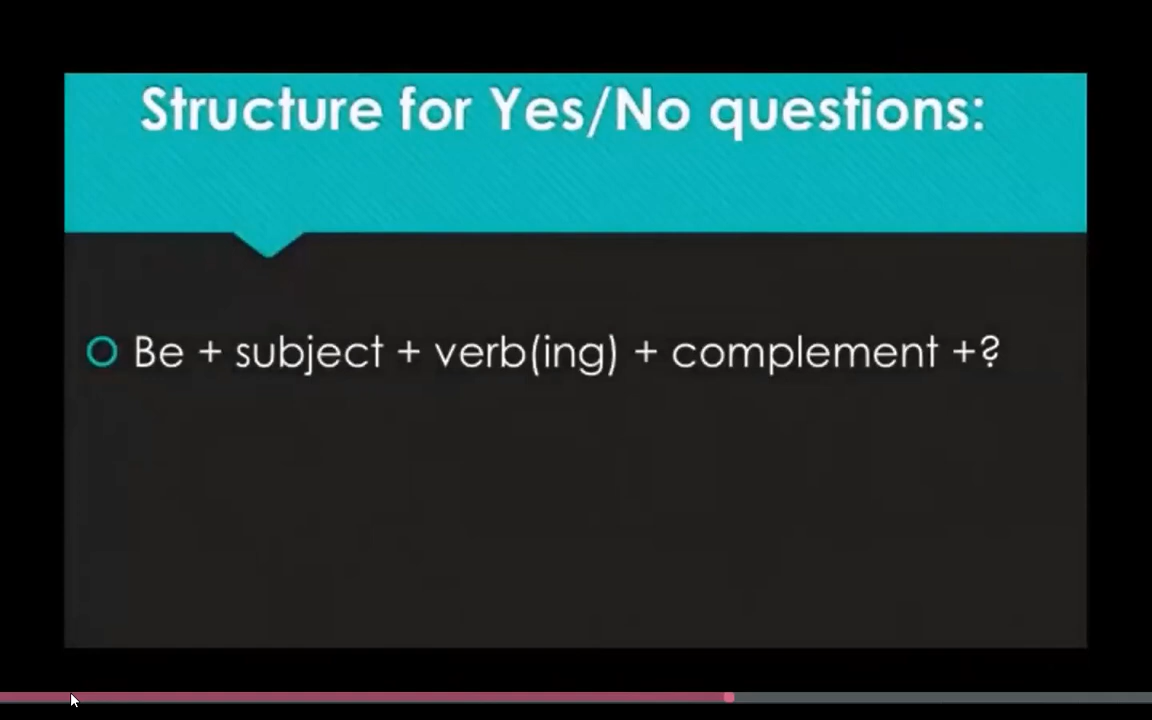 Structure for Yes/No questions:
Be + subject + verb(ing) + complement +?